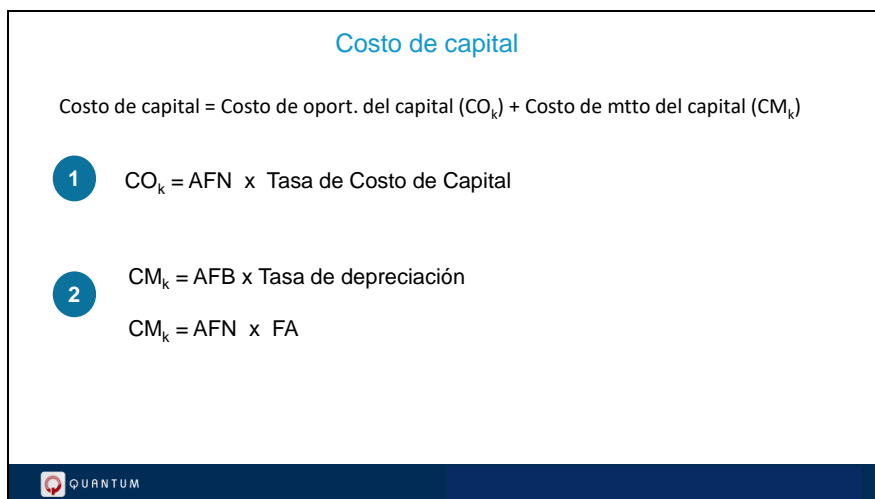 Costo de capital
Costo de capital = Costo de oport. del capital (COk) + Costo de mtto del capital (CMk)
1
COk = AFN x Tasa de Costo de Capital
2
CMk = AFB x Tasa de depreciación
CMk = AFN x FA
QUANTUM